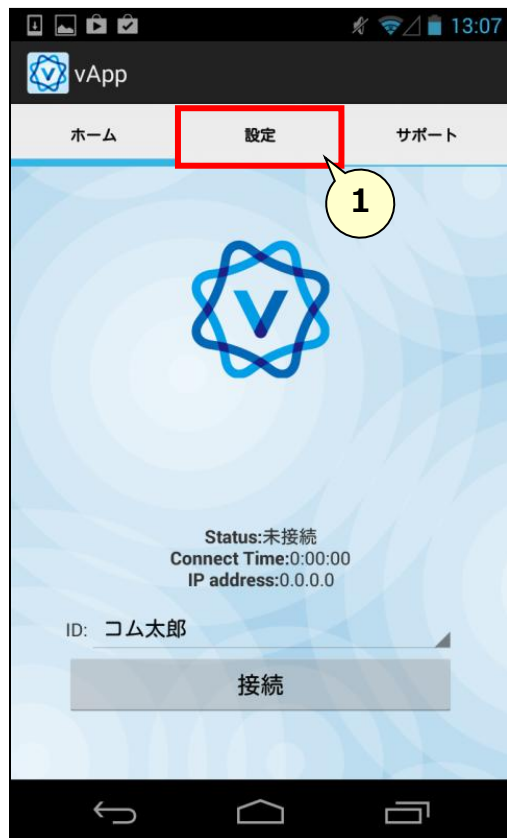 13:07
vApp
ホーム 設定 サポート
1
Status:未接続
Connect Time:0:00:00
IP address:0.0.0.0
ID: コム太郎
接続